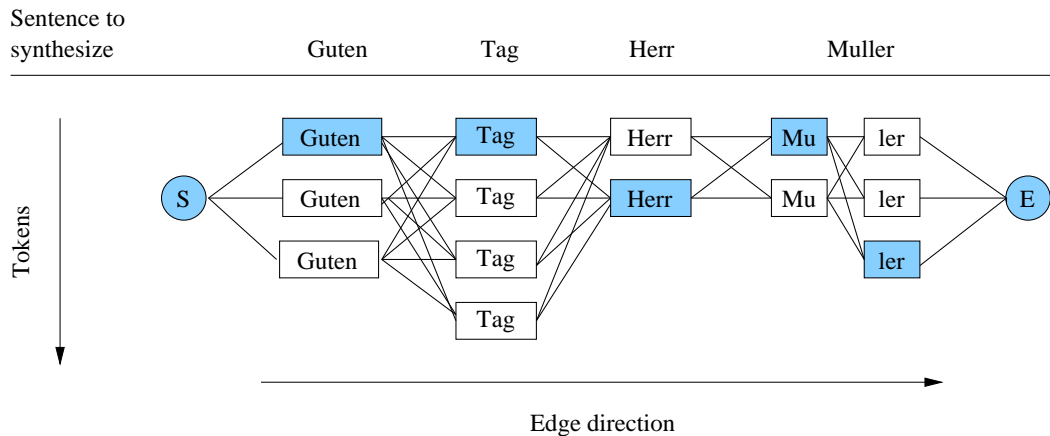 Sentence to
synthesize
Guten Tag Herr Muller
Guten Tag Herr Mu ler
S Guten Tag Herr Mu ler E
Guten Tag ler
Tag
Tokens
Edge direction